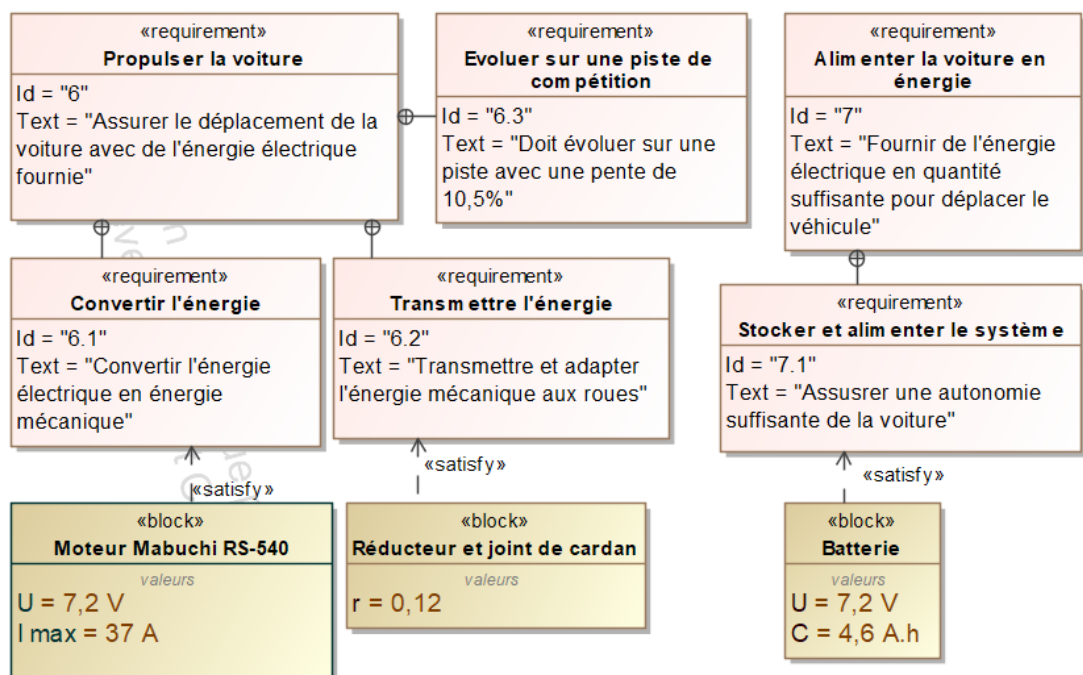 «requirement»
Propulser la voiture
Id = "6"
Text = "Assurer le déplacement de la
voiture avec de l'énergie électrique
fournie"
«requirement»
Evoluer sur une piste de
compétition
Id = "6.3"
Text = "Doit évoluer sur une
piste avec une pente de
10,5%"
«requirement»
Alimenter la voiture en
énergie
Id = "7"
Text = "Fournir de l'énergie
électrique en quantité
suffisante pour déplacer le
véhicule"
«requirement»
Convertir l'énergie
Id = "6.1"
Text = "Convertir l'énergie
électrique en énergie
mécanique"
«requirement»
Transmettre l'énergie
Id = "6.2"
Text = "Transmettre et adapter
l'énergie mécanique aux roues"
«requirement»
Stocker et alimenter le système
Id = "7.1"
Text = "Assusrer une autonomie
suffisante de la voiture"
«satisfy»
«satisfy»
«satisfy»
«block»
Moteur Mabuchi RS-540
valeurs
U = 7,2 V
I max = 37 A
«block»
Réducteur et joint de cardan
valeurs
r = 0,12
«block»
Batterie
valeurs
U = 7,2 V
C = 4,6 A.h